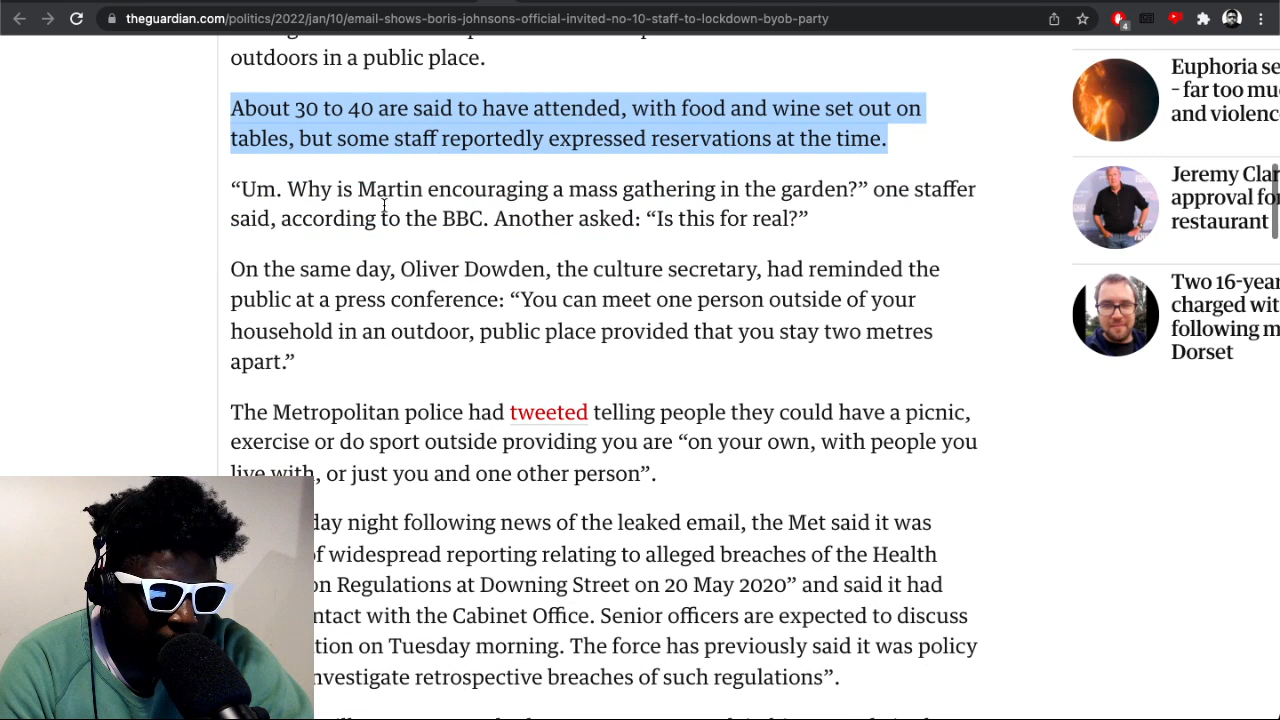 theguardian.com/politics/2022/jan/10/email-shows-boris-johnsons-official-invited-no-10-staff-to-lockdown-byob-party
4
outdoors in a public place.
About 30 to 40 are said to have attended, with food and wine set out on
tables, but some staff reportedly expressed reservations at the time.
“Um. Why is Martin encouraging a mass gathering in the garden?” one staffer
said, according to the BBC. Another asked: “Is this for real?”
On the same day, Oliver Dowden, the culture secretary, had reminded the
public at a press conference: “You can meet one person outside of your
household in an outdoor, public place provided that you stay two metres
apart.”
The Metropolitan police had tweeted telling people they could have a picnic,
exercise or do sport outside providing you are “on your own, with people you
live with, or just you and one other person”.
day night following news of the leaked email, the Met said it was
of widespread reporting relating to alleged breaches of the Health
on Regulations at Downing Street on 20 May 2020” and said it had
ntact with the Cabinet Office. Senior officers are expected to discuss
tion on Tuesday morning. The force has previously said it was policy
nvestigate retrospective breaches of such regulations”.
Euphoria se
– far too mu
and violenc
Jeremy Clar
approval fo
restaurant
Two 16-year
charged wit
following m
Dorset